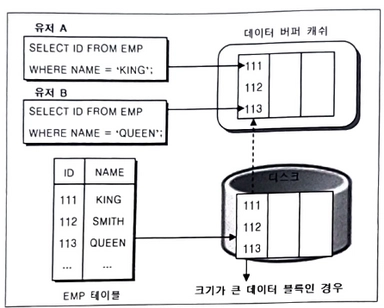 유저 A
SELECT ID FROM EMP
WHERE NAME = 'KING';
유저 B
SELECT ID FROM EMP
WHERE NAME = 'QUEEN';
데이터 버퍼 캐쉬
111
112
113
ID NAME
111 KING
112 SMITH
113 QUEEN
... ...
EMP 테이블
디스크
111
112
113
크기가 큰 데이터 블록인 경우